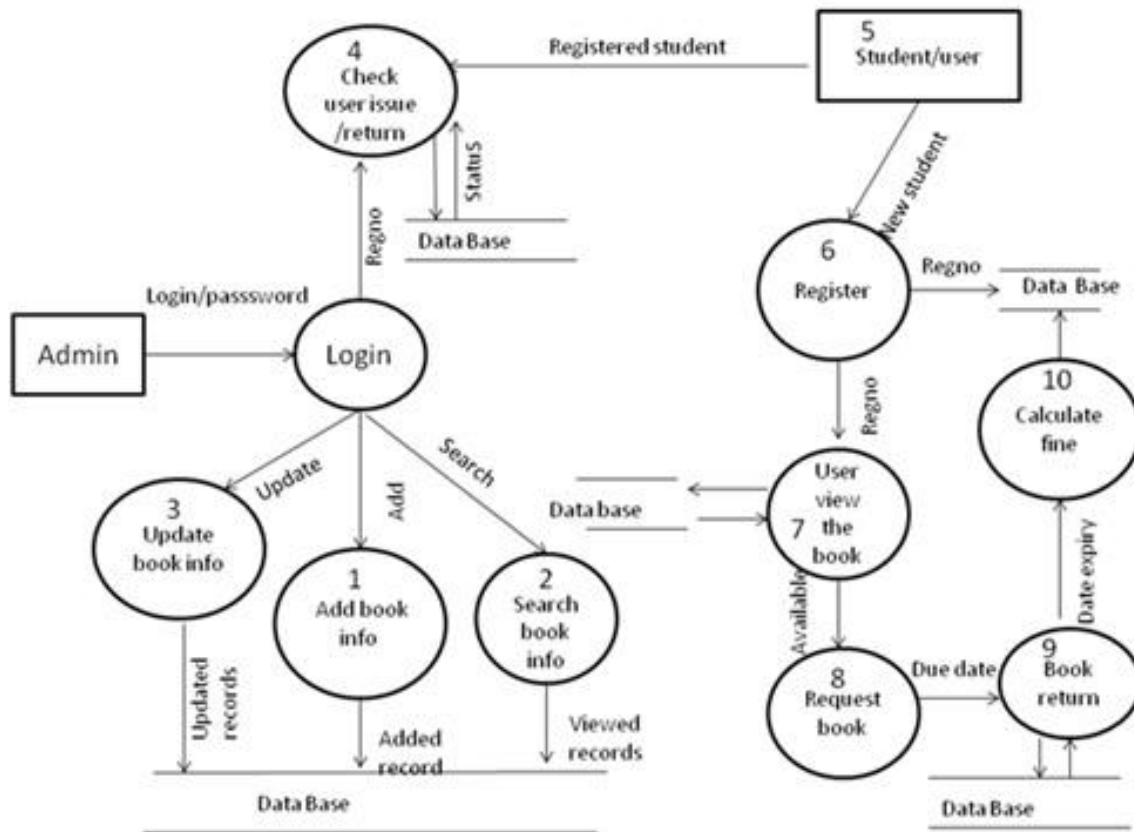 4
Check
user issue
/return
Registered student
5
Student/user
Status
Data Base
Regno
New student
6
Register
Regno
Data Base
Login/passsword
Admin
Login
Regno
10
Calculate
fine
Update
Add
Search
User
view
the
book
7
Data base
3
Update
book info
1
Add book
info
2
Search
book
info
Available
Date expiry
8
Request
book
Due date
9
Book
return
Updated
records
Added
record
Viewed
records
Data Base
Data Base